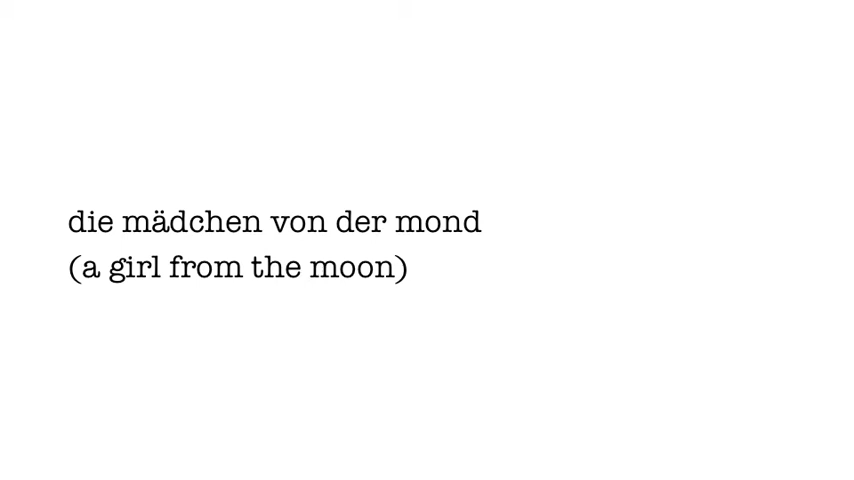 die mädchen von der mond
(a girl from the moon)